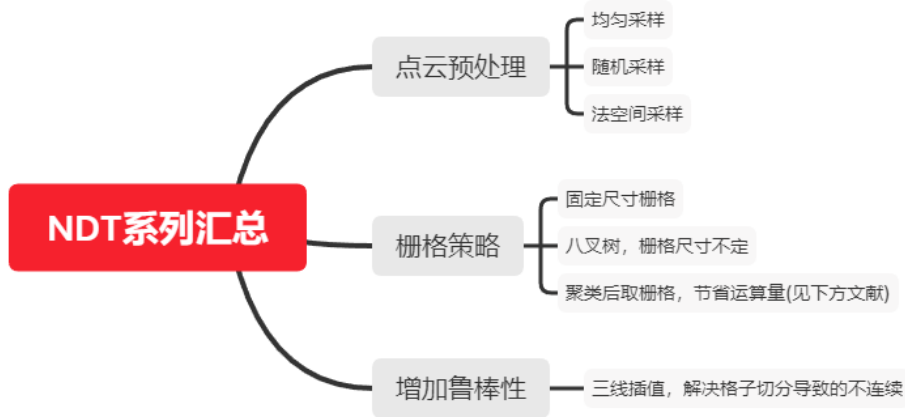 NDT系列汇总
点云预处理
均匀采样
随机采样
法空间采样
栅格策略
固定尺寸栅格
八叉树，栅格尺寸不定
聚类后取栅格，节省运算量(见下方文献)
增加鲁棒性
三线插值，解决格子切分导致的不连续